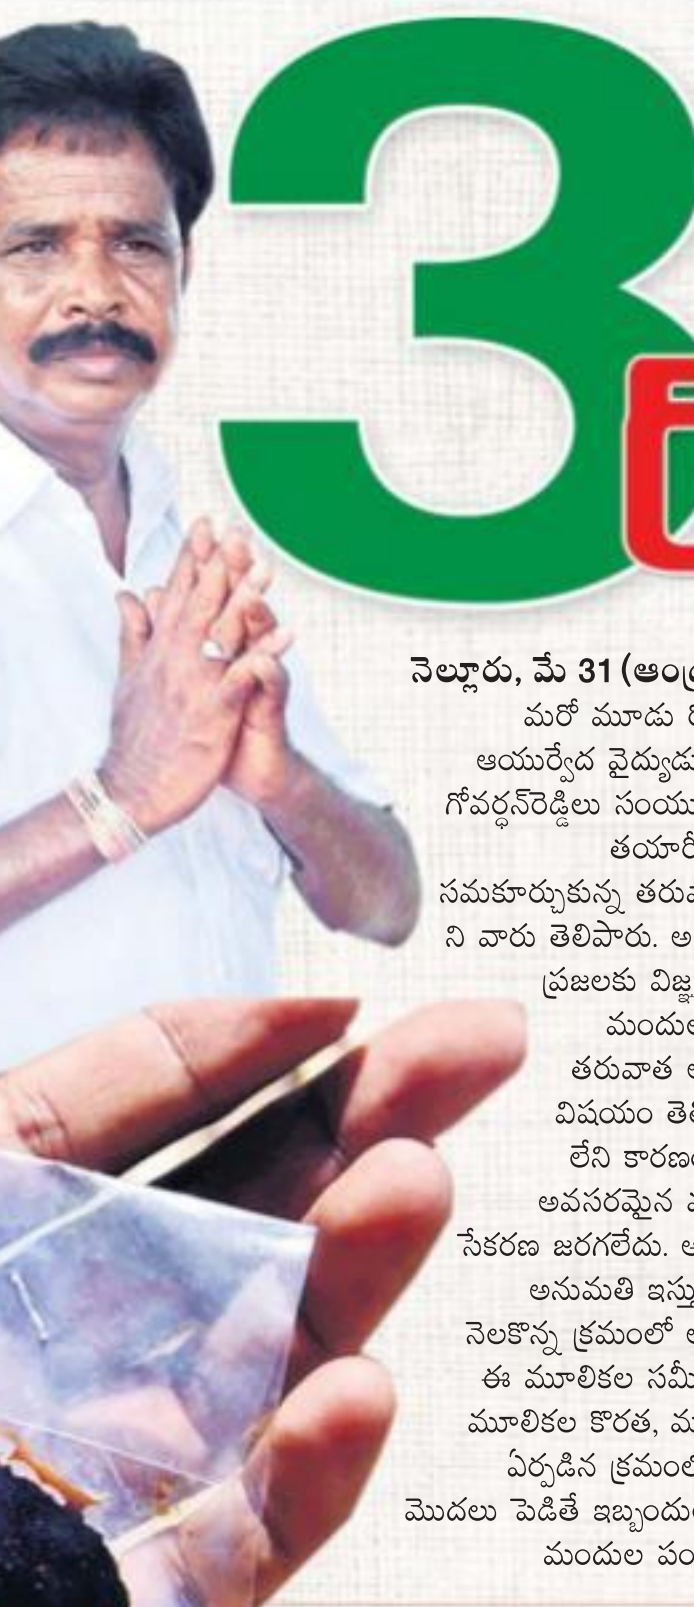 3
నెల్లూరు, మే 31 (ఆంధ్ర
మరో మూడు
ఆయుర్వేద వైద్యుడు
గోవర్ధన్‌రెడ్డిలు సంయు
తయారీ
సమకూర్చుకున్న తరువ
ని వారు తెలిపారు. అ
ప్రజలకు విజ్ఞ
మందుల
తరువాత
విషయం తెలి
లేని కారణం
అవసరమైన
సేకరణ జరగలేదు.
అనుమతి ఇస్తు
నెలకొన్న క్రమంలో
ఈ మూలికల సమీ
మూలికల కొరత, మ
ఏర్పడిన క్రమంలో
మొదలు పెడితే ఇబ్బందుల
మందుల పం